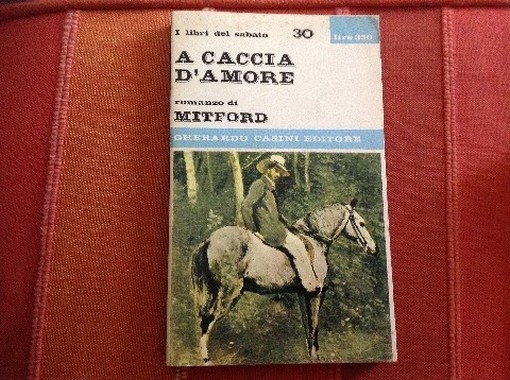 I libri del sabato 30 lire 350
A CACCIA
D'AMORE
romanzo di
MITFORD
GHERARDO CASINI EDITORE